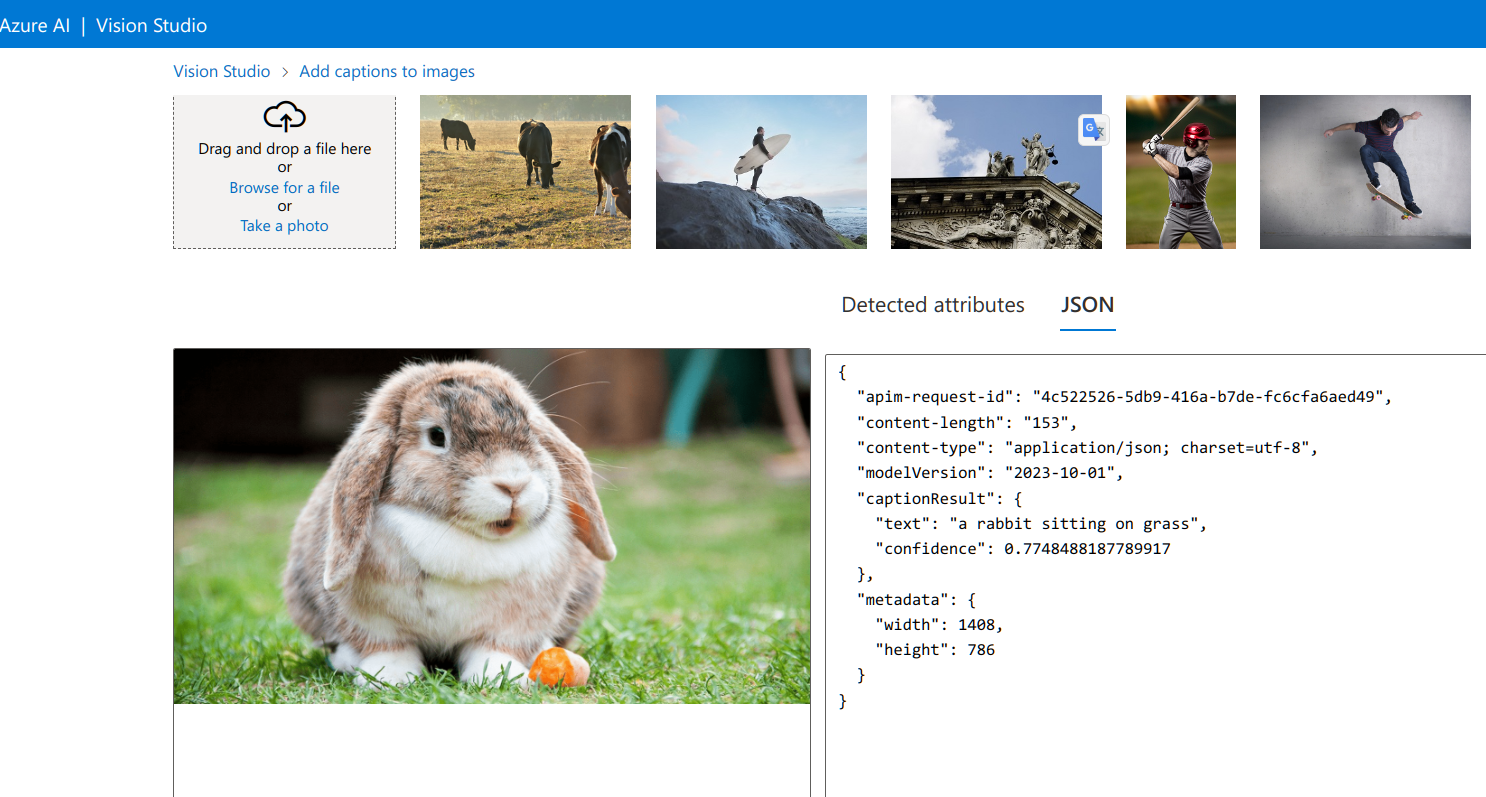 Azure AI | Vision Studio
Vision Studio > Add captions to images
Drag and drop a file here
or
Browse for a file
or
Take a photo
G
Detected attributes JSON
{
"apim-request-id": "4c522526-5db9-416a-b7de-fc6cfa6aed49",
"content-length": "153",
"content-type": "application/json; charset=utf-8",
"modelVersion": "2023-10-01",
"captionResult": {
"text": "a rabbit sitting on grass",
"confidence": 0.7748488187789917
},
"metadata": {
"width": 1408,
"height": 786
}
}